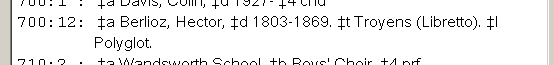 700:1 : ‡a Davis, Colin, ‡d 1927- ‡4 cnd
700:12: ‡a Berlioz, Hector, ‡d 1803-1869. ‡t Troyens (Libretto). ‡l
Polyglot.
710:2 : ‡a Wandsworth School. ‡b Boys' Choir. ‡4 prf